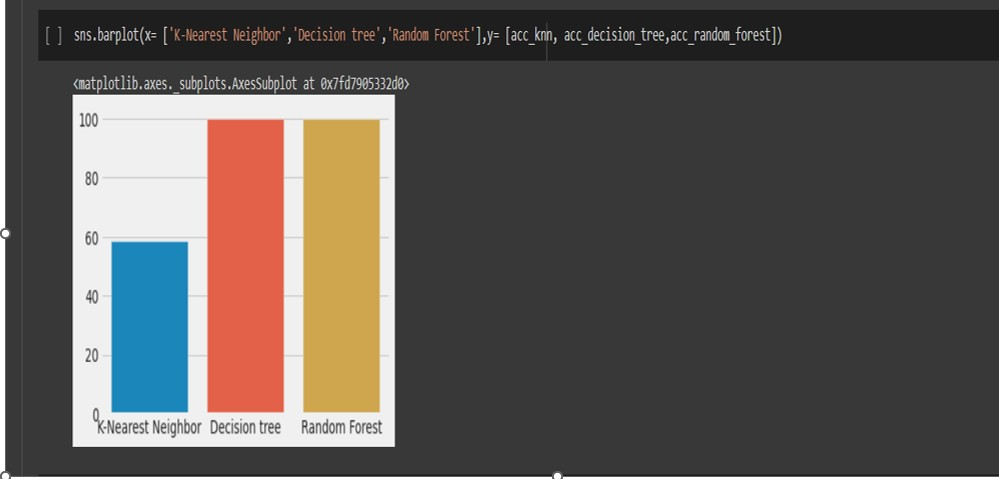 [ ] sns.barplot(x= ['K-Nearest Neighbor','Decision tree','Random Forest'],y= [acc_knn, acc_decision_tree,acc_random_forest])
<matplotlib.axes._subplots.AxesSubplot at 0x7fd7905332d0>
100
80
60
40
20
0
K-Nearest Neighbor Decision tree Random Forest